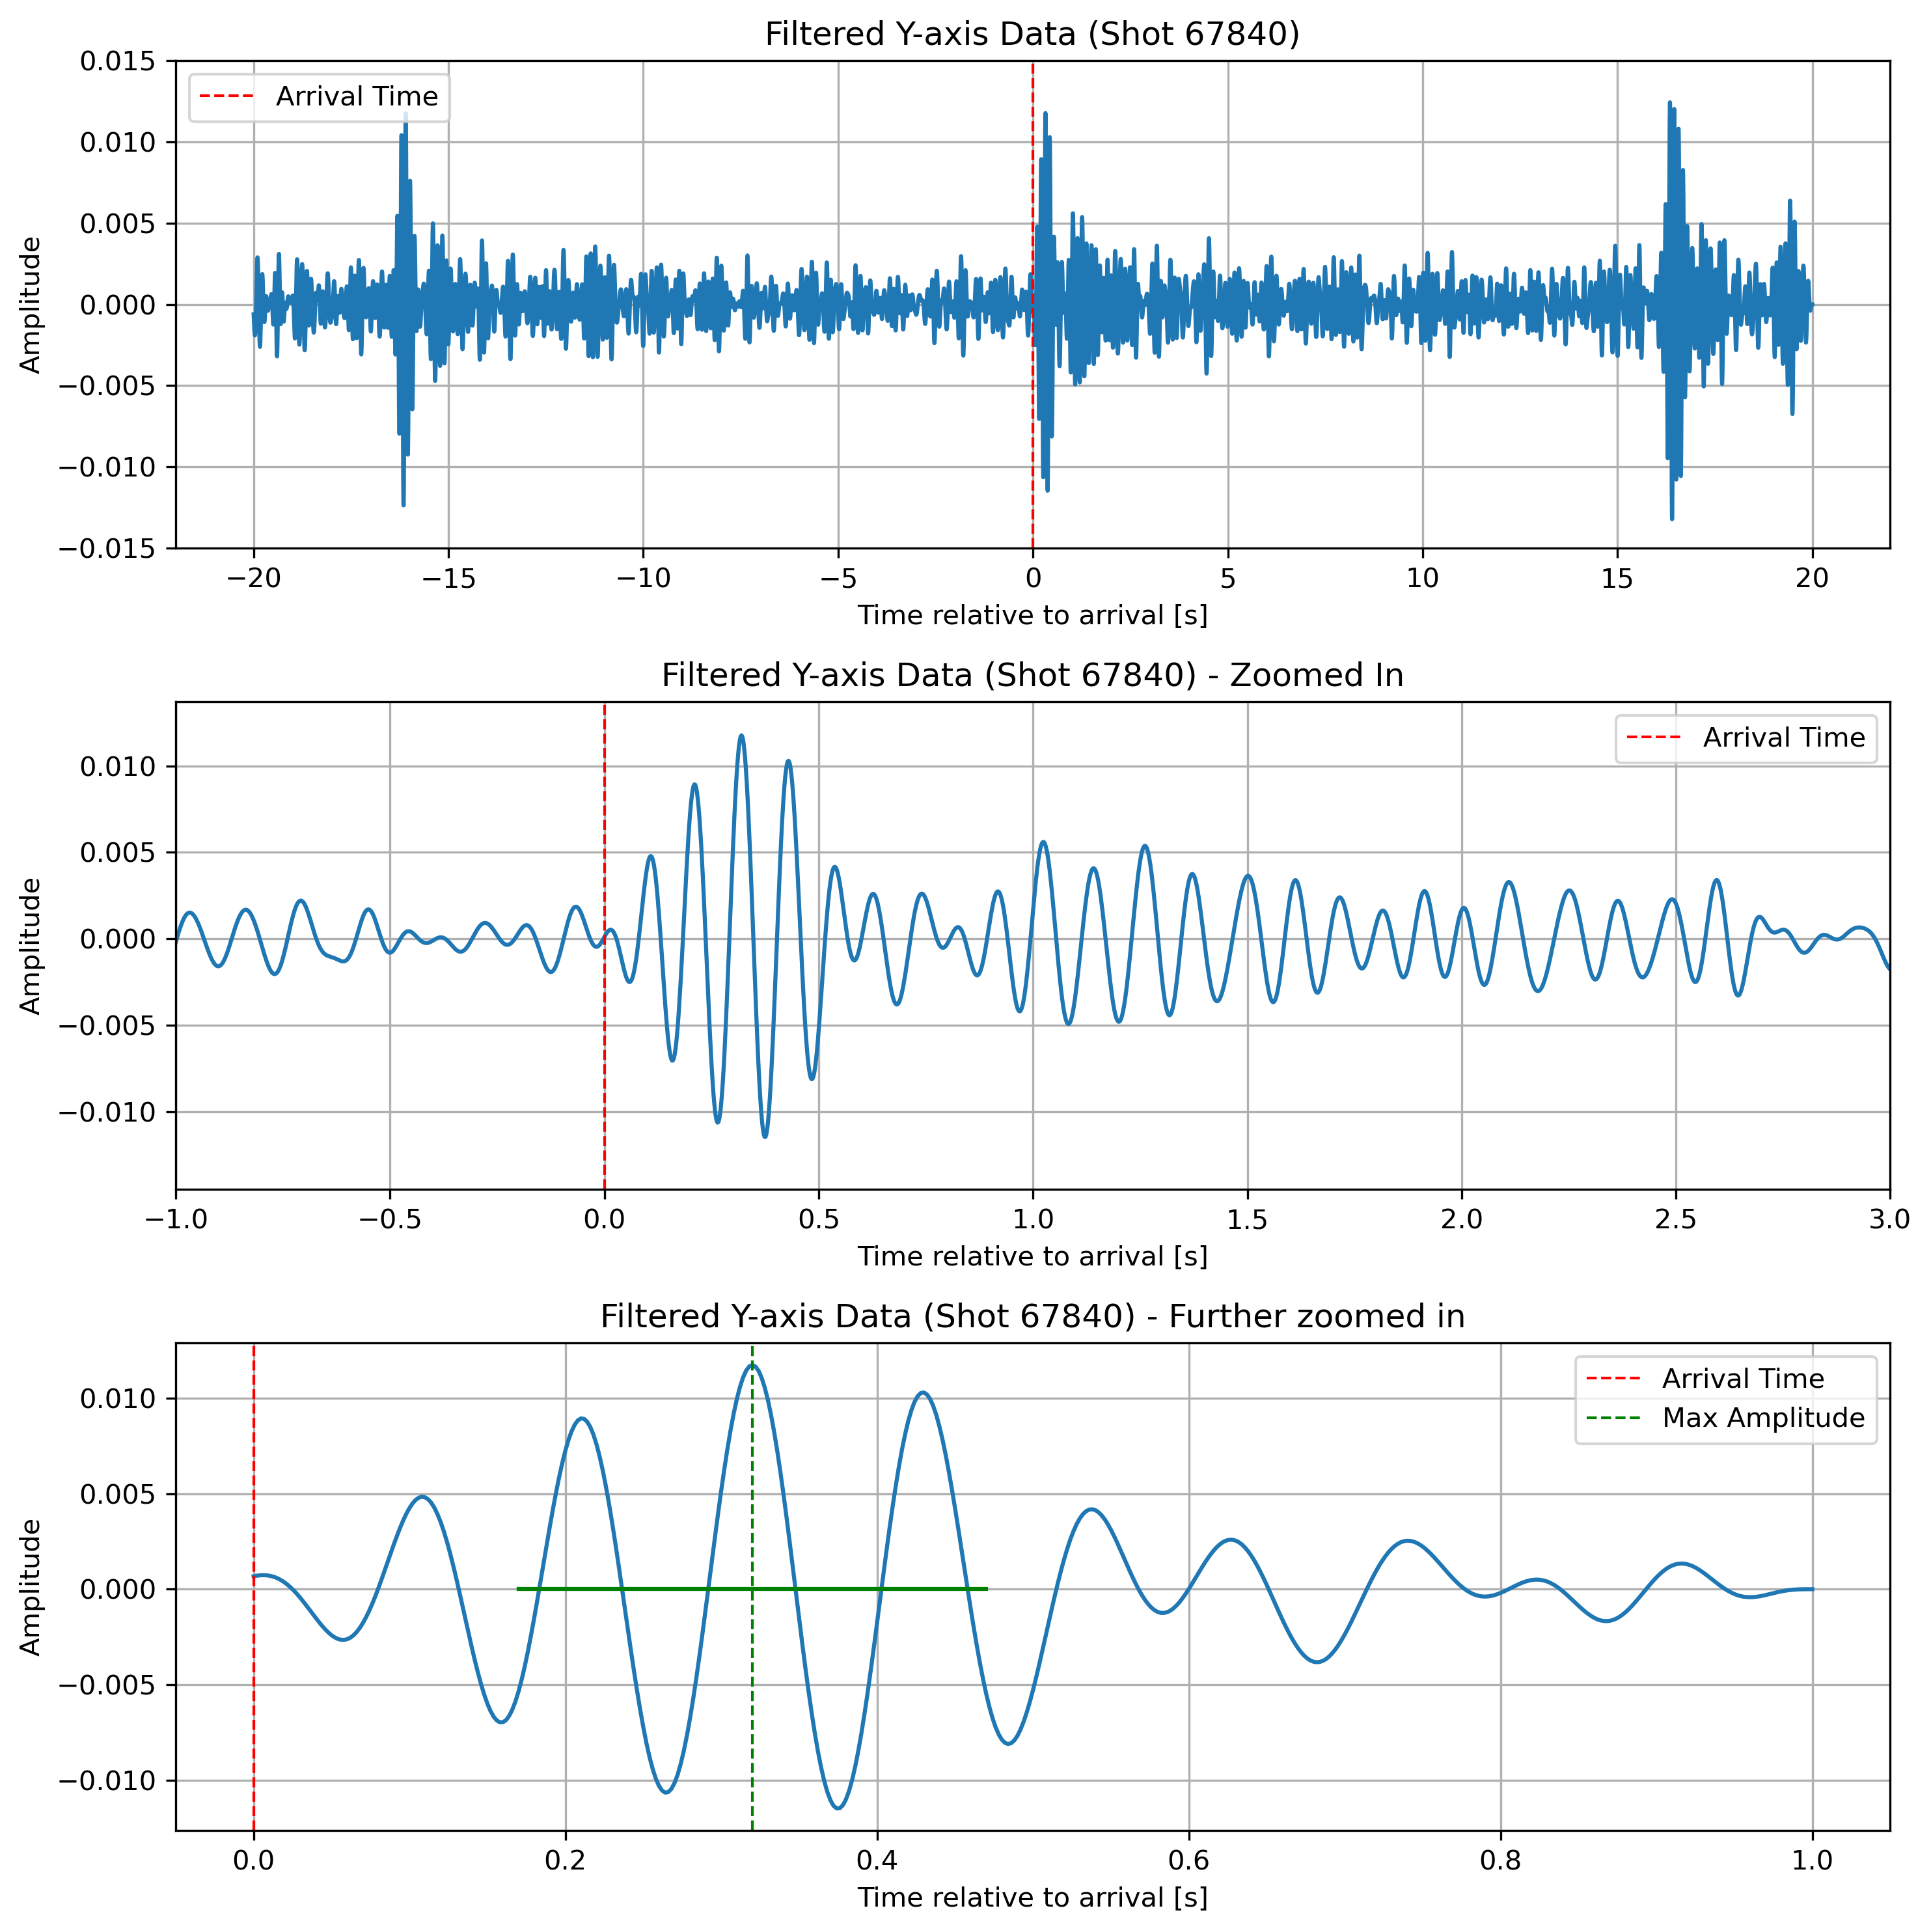 Filtered Y-axis Data (Shot 67840)
Amplitude
0.015
0.010
0.005
0.000
−0.005
−0.010
−0.015
Arrival Time
−20 −15 −10 −5 0 5 10 15 20
Time relative to arrival [s]
Filtered Y-axis Data (Shot 67840) - Zoomed In
Amplitude
0.010
0.005
0.000
−0.005
−0.010
Arrival Time
−1.0 −0.5 0.0 0.5 1.0 1.5 2.0 2.5 3.0
Time relative to arrival [s]
Filtered Y-axis Data (Shot 67840) - Further zoomed in
Amplitude
0.010
0.005
0.000
−0.005
−0.010
Arrival Time
Max Amplitude
0.0 0.2 0.4 0.6 0.8 1.0
Time relative to arrival [s]